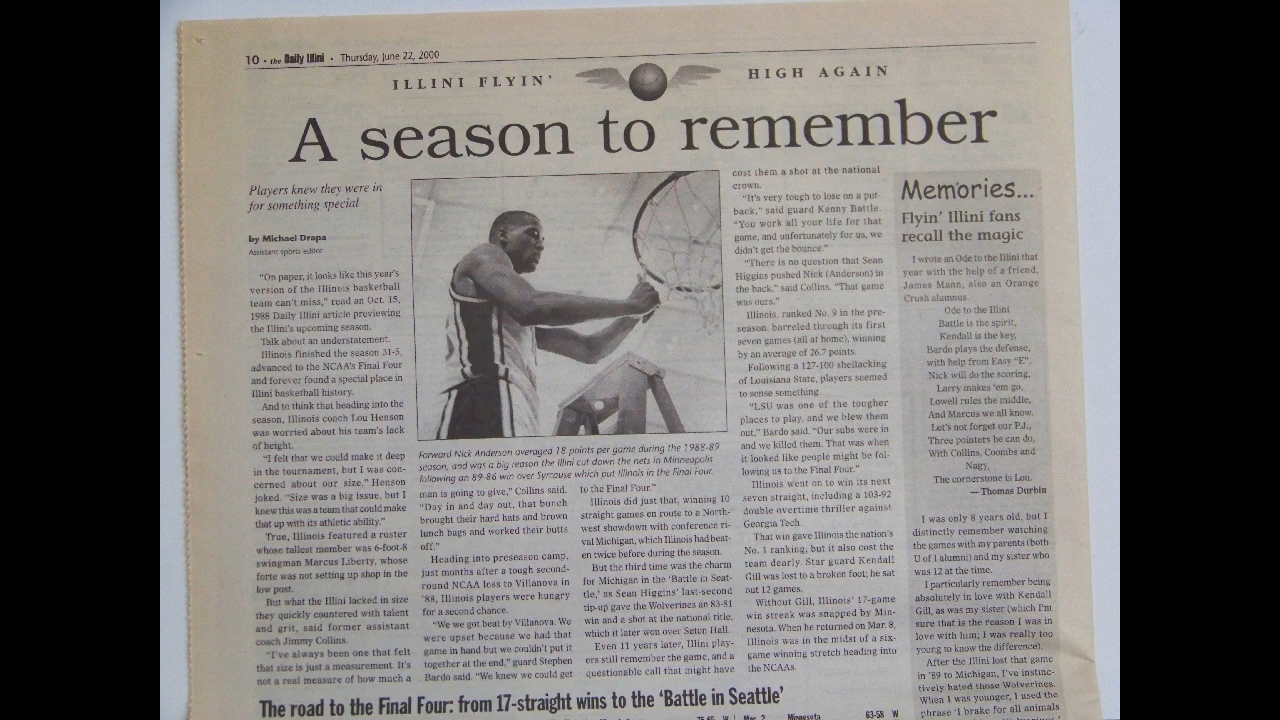 10 · the Daily Illini · Thursday, June 22, 2000
ILLINI FLYIN' HIGH AGAIN
A season to remember
Players knew they were in
for something special
by Michael Drapa
Assistant sports editor
"On paper, it looks like this year's
version of the Illinois basketball
team can't miss," read an Oct. 15,
1988 Daily Illini article previewing
the Illini's upcoming season.
Talk about an understatement.
Illinois finished the season 31-5,
advanced to the NCAA's Final Four
and forever found a special place in
Illini basketball history.
And to think that heading into the
season, Illinois coach Lou Henson
was worried about his team's lack
of height.
"I felt that we could make it deep
in the tournament, but I was con-
cerned about our size," Henson
joked. "Size was a big issue, but I
knew this was a team that could make
that up with its athletic ability."
True, Illinois featured a roster
whose tallest member was 6-foot-8
swingman Marcus Liberty, whose
forte was not setting up shop in the
low post.
But what the Illini lacked in size
they quickly countered with talent
and grit, said former assistant
coach Jimmy Collins.
"I've always been one that felt
that size is just a measurement. It's
not a real measure of how much a
Forward Nick Anderson averaged 18 points per game during the 1988-89
season, and was a big reason the Illini cut down the nets in Minneapolis
following an 89-86 win over Syracuse which put Illinois in the Final Four.
man is going to give," Collins said.
"Day in and day out, that bunch
brought their hard hats and brown
lunch bags and worked their butts
off."
Heading into preseason camp,
just months after a tough second-
round NCAA less to Villanova in
'88, Illinois players were hungry
for a second chance.
"We we got beat by Villanova. We
were upset because we had that
game in hand but we couldn't put it
together at the end," guard Stephen
Bardo said. "We knew we could get
to the Final Four."
Illinois did just that, winning 10
straight games en route to a North-
west showdown with conference ri-
val Michigan, which Illinois had beat-
en twice before during the season.
But the third time was the charm
for Michigan in the 'Battle in Seat-
tle,' as Sean Higgins' last-second
tip-up gave the Wolverines an 83-81
win and a shot at the national title,
which it later won over Seton Hall.
Even 11 years later, Illini play-
ers still remember the game, and a
questionable call that might have
cost them a shot at the national
crown.
"It's very tough to lose on a put-
back," said guard Kenny Battle.
"You work all your life for that
game, and unfortunately for us, we
didn't get the bounce."
"There is no question that Sean
Higgins pushed Nick (Anderson) in
the back," said Collins. "That game
was ours."
Illinois, ranked No. 9 in the pre-
season, barreled through its first
seven games (all at home), winning
by an average of 26.7 points.
Following a 127-100 shellacking
of Louisiana State, players seemed
to sense something.
"LSU was one of the tougher
places to play, and we blew them
out," Bardo said. "Our subs were in
and we killed them. That was when
it looked like people might be fol-
lowing us to the Final Four."
Illinois went on to win its next
seven straight, including a 103-92
double overtime thriller against
Georgia Tech.
That win gave Illinois the nation's
No. 1 ranking, but it also cost the
team dearly. Star guard Kendall
Gill was lost to a broken foot; he sat
out 12 games.
Without Gill, Illinois' 17-game
win streak was snapped by Min-
nesota. When he returned on Mar. 8,
Illinois was in the midst of a six-
game winning stretch heading into
the NCAAs.
Memories...
Flyin' Illini fans
recall the magic
I wrote an Ode to the Illini that
year with the help of a friend,
James Mann, also an Orange
Crush alumnus.
Ode to the Illini
Battle is the spirit,
Kendall is the key,
Bardo plays the defense,
with help from Easy "E".
Nick will do the scoring,
Larry makes 'em go,
Lowell rules the middle,
And Marcus we all know.
Let's not forget our P.J.,
Three pointers he can do,
With Collins, Coombs and
Nagy,
The cornerstone is Lou.
— Thomas Durbin
I was only 8 years old, but I
distinctly remember watching
the games with my parents (both
U of I alumni) and my sister who
was 12 at the time.
I particularly remember being
absolutely in love with Kendall
Gill, as was my sister (which I'm
sure that is the reason I was in
love with him; I was really too
young to know the difference).
After the Illini lost that game
in '89 to Michigan, I've instinc-
tively hated those Wolverines.
When I was younger, I used the
phrase 'I brake for all animals
The road to the Final Four: from 17-straight wins to the 'Battle in Seattle'
Mar. 2 Minnesota 63-58 W